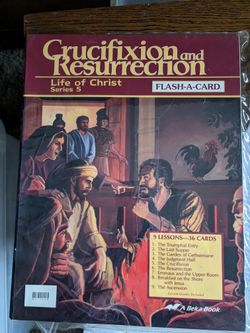 Crucifixion and
Resurrection
Life of Christ
Series 5
FLASH-A-CARD
9 LESSONS—36 CARDS
1. The Triumphal Entry
2. The Last Supper
3. The Garden of Gethsemane
4. The Judgment Hall
5. The Crucifixion
6. The Resurrection
7. Emmaus and the Upper Room
8. Breakfast on the Shore
with Jesus
9. The Ascension
A Beka Book